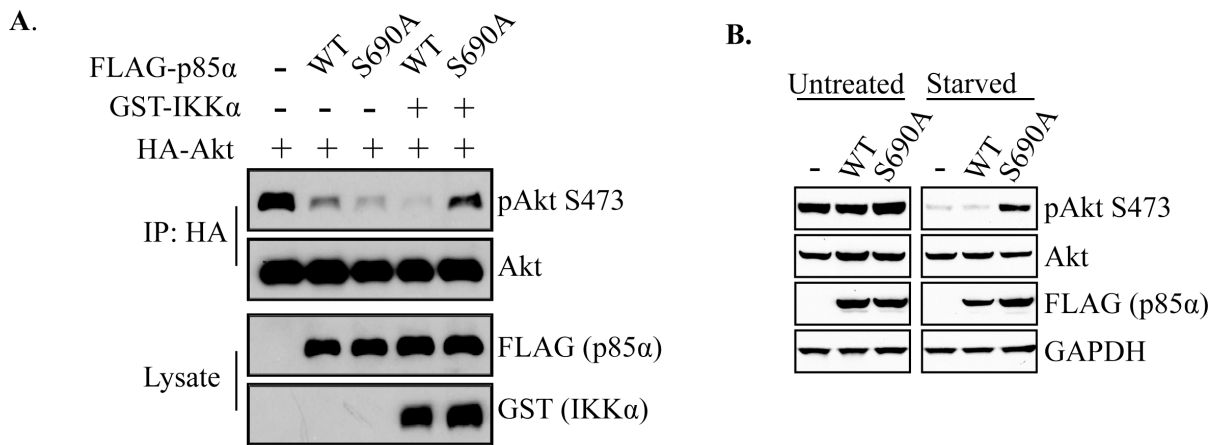 A.
FLAG-p85α - WT S690A WT S690A
GST-IKKα - - - + +
HA-Akt + + + + +
IP: HA
pAkt S473
Akt
Lysate
FLAG (p85α)
GST (IKKα)
B.
Untreated Starved
- WT S690A - WT S690A
pAkt S473
Akt
FLAG (p85α)
GAPDH